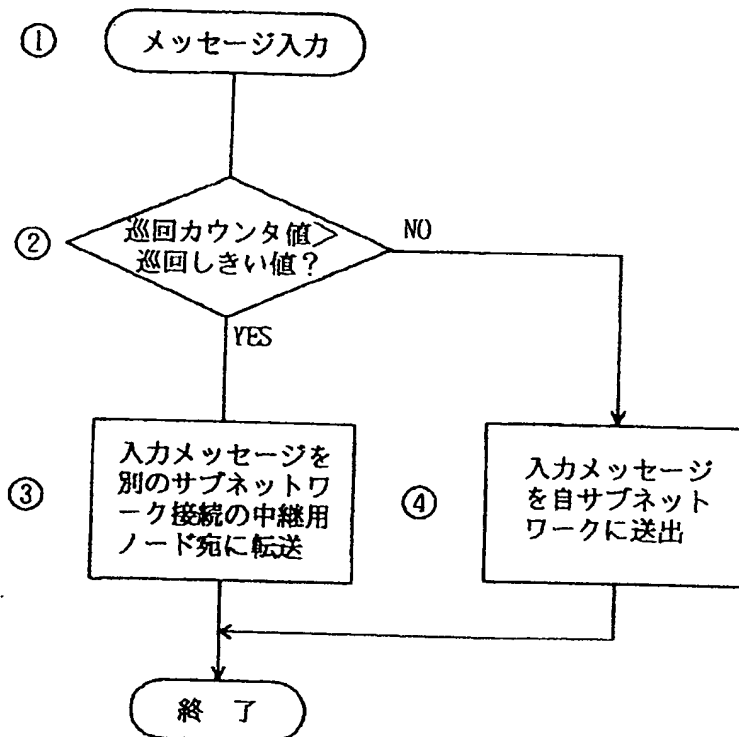 ① メッセージ入力
② 巡回カウンタ値>
巡回しきい値?
NO
YES
③ 入力メッセージを
別のサブネットワ
ーク接続の中継用
ノード宛に転送
④ 入力メッセージ
を自サブネット
ワークに送出
終 了